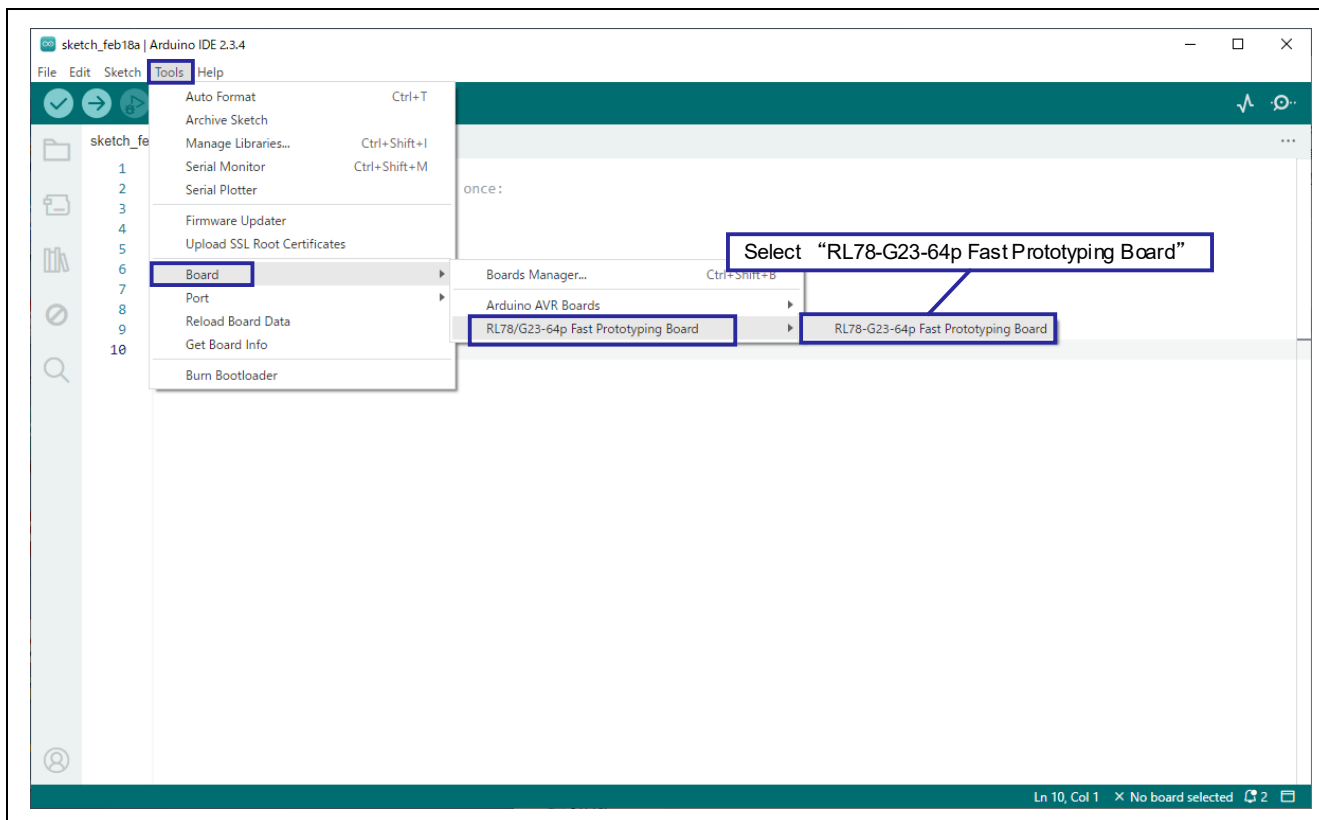 sketch_feb18a | Arduino IDE 2.3.4
File Edit Sketch Tools Help
Auto Format Ctrl+T
Archive Sketch
sketch_fe
Manage Libraries... Ctrl+Shift+I
1
Serial Monitor Ctrl+Shift+M
2
Serial Plotter
once:
3
4
Firmware Updater
5
Upload SSL Root Certificates
Select “RL78-G23-64p Fast Prototyping Board”
6
Board
Boards Manager... Ctrl+Shift+B
7
Port
8
Arduino AVR Boards
9
Reload Board Data
RL78/G23-64p Fast Prototyping Board
RL78-G23-64p Fast Prototyping Board
10
Get Board Info
Burn Bootloader
Ln 10, Col 1 × No board selected 2